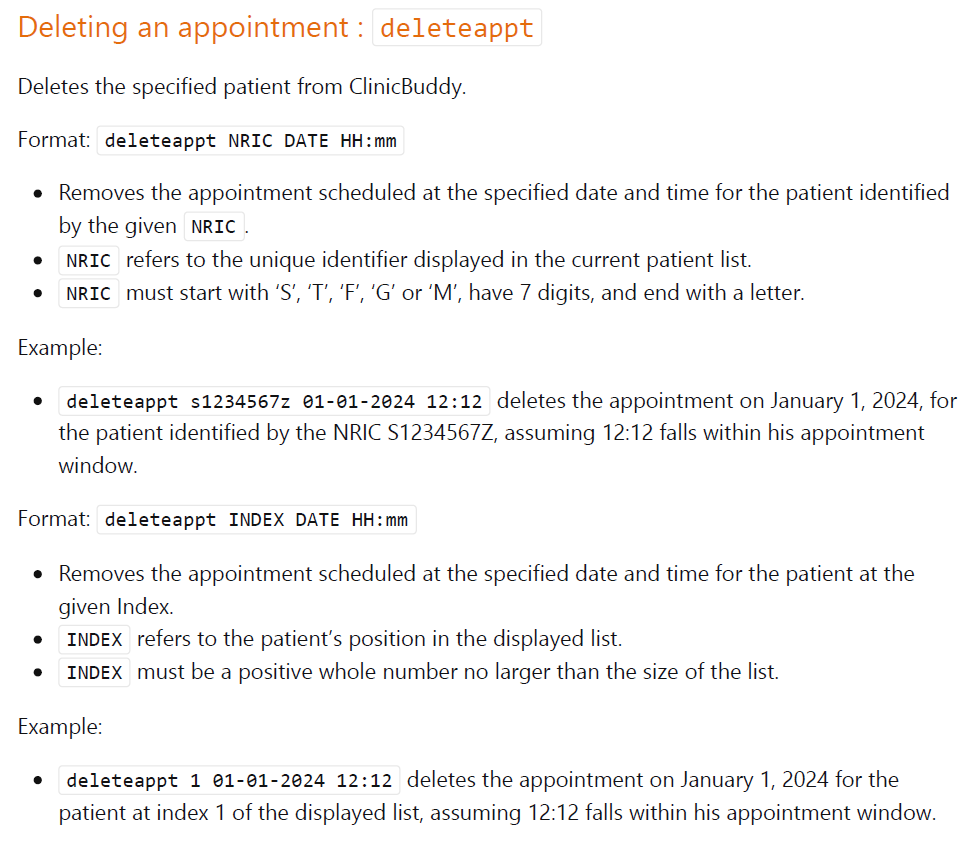 Deleting an appointment : deleteappt
Deletes the specified patient from ClinicBuddy.
Format: deleteappt NRIC DATE HH:mm
• Removes the appointment scheduled at the specified date and time for the patient identified
by the given NRIC.
• NRIC refers to the unique identifier displayed in the current patient list.
• NRIC must start with ‘S’, ‘T’, ‘F’, ‘G’ or ‘M’, have 7 digits, and end with a letter.
Example:
• deleteappt s1234567z 01-01-2024 12:12 deletes the appointment on January 1, 2024, for
the patient identified by the NRIC S1234567Z, assuming 12:12 falls within his appointment
window.
Format: deleteappt INDEX DATE HH:mm
• Removes the appointment scheduled at the specified date and time for the patient at the
given Index.
• INDEX refers to the patient’s position in the displayed list.
• INDEX must be a positive whole number no larger than the size of the list.
Example:
• deleteappt 1 01-01-2024 12:12 deletes the appointment on January 1, 2024 for the
patient at index 1 of the displayed list, assuming 12:12 falls within his appointment window.